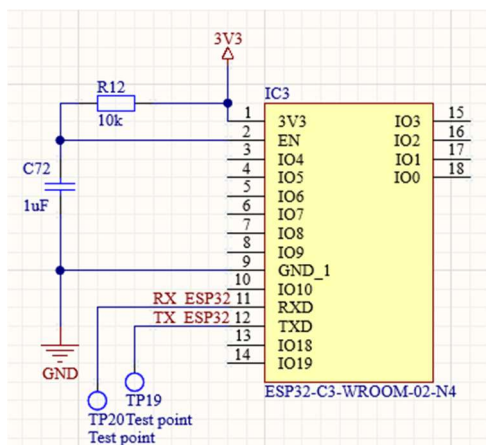 3V3
R12
10k
IC3
C72
1uF
1 3V3 IO3 15
2 EN IO2 16
3 IO4 IO1 17
4 IO5 IO0 18
5 IO6
6 IO7
7 IO8
8 IO9
9 GND_1
10 IO10
RX_ESP32 11 RXD
TX_ESP32 12 TXD
13 IO18
14 IO19
GND
ESP32-C3-WROOM-02-N4
TP19
TP20 Test point
Test point